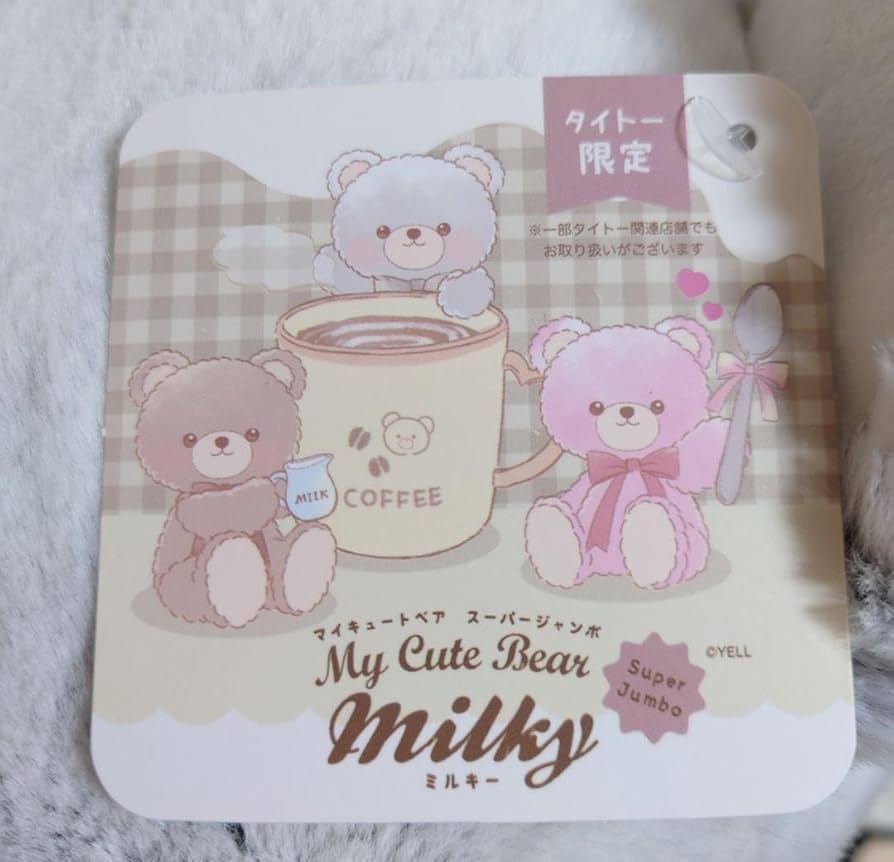 タイトー
限定
※一部タイトー関連店舗でも
お取り扱いがございます
MILK
COFFEE
マイキュートベア スーパージャンボ
My Cute Bear
Super
Jumbo
©YELL
milky
ミルキー